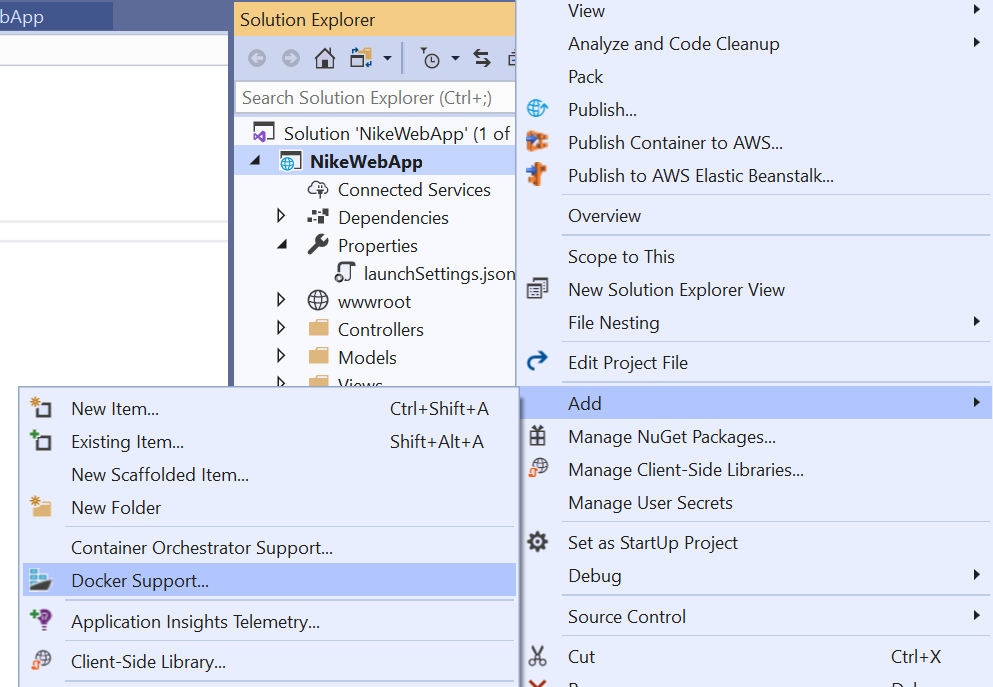 bApp
Solution Explorer
Search Solution Explorer (Ctrl+;)
Solution 'NikeWebApp' (1 of
NikeWebApp
Connected Services
Dependencies
Properties
launchSettings.json
wwwroot
Controllers
Models
Views
New Item... Ctrl+Shift+A
Existing Item... Shift+Alt+A
New Scaffolded Item...
New Folder
Container Orchestrator Support...
Docker Support...
Application Insights Telemetry...
Client-Side Library...
View
Analyze and Code Cleanup
Pack
Publish...
Publish Container to AWS...
Publish to AWS Elastic Beanstalk...
Overview
Scope to This
New Solution Explorer View
File Nesting
Edit Project File
Add
Manage NuGet Packages...
Manage Client-Side Libraries...
Manage User Secrets
Set as StartUp Project
Debug
Source Control
Cut Ctrl+X